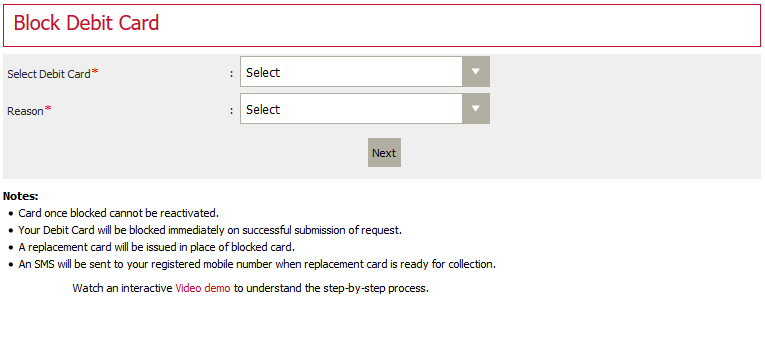 Block Debit Card
Select Debit Card* : Select
Reason* : Select
Next
Notes:
• Card once blocked cannot be reactivated.
• Your Debit Card will be blocked immediately on successful submission of request.
• A replacement card will be issued in place of blocked card.
• An SMS will be sent to your registered mobile number when replacement card is ready for collection.
Watch an interactive Video demo to understand the step-by-step process.